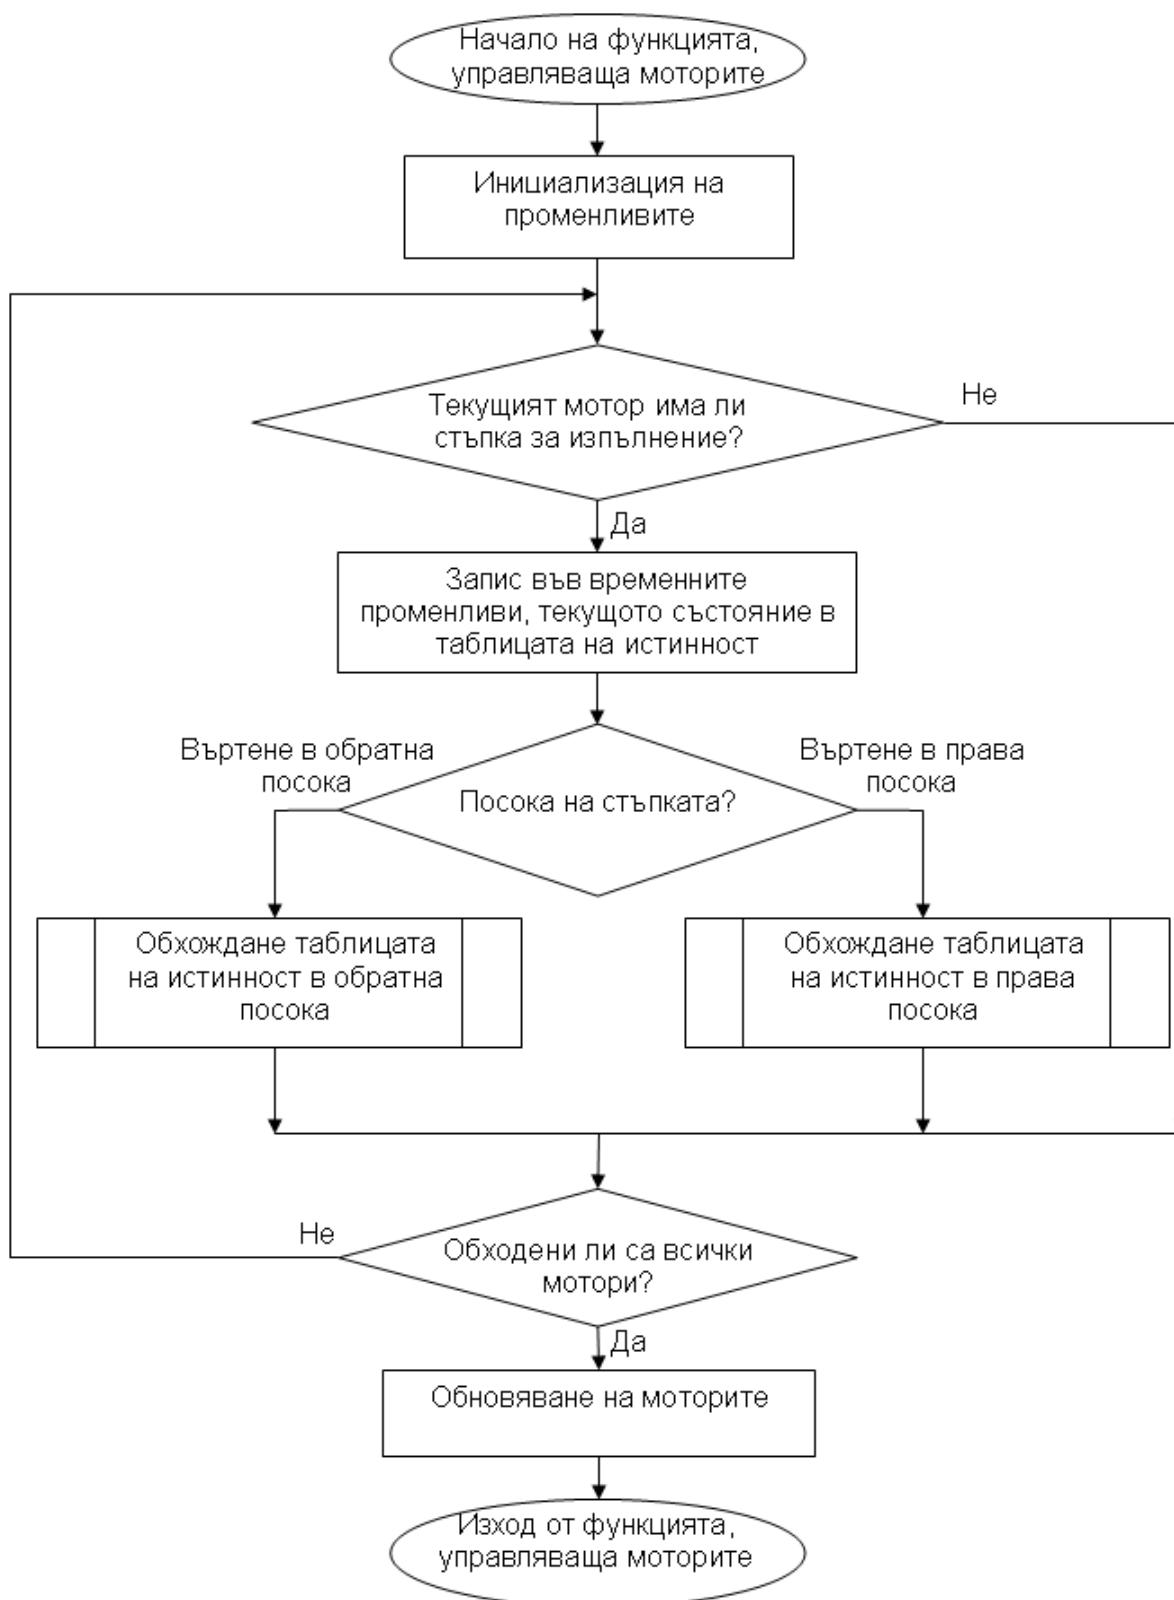 Начало на функцията,
управляваща моторите
Инициализация на
променливите
Текущият мотор има ли
стъпка за изпълнение?
Не
Да
Запис във временните
променливи, текущото състояние в
таблицата на истинност
Въртене в обратна
посока
Посока на стъпката?
Въртене в права
посока
Обхождане таблицата
на истинност в обратна
посока
Обхождане таблицата
на истинност в права
посока
Не
Обходени ли са всички
мотори?
Да
Обновяване на моторите
Изход от функцията,
управляваща моторите